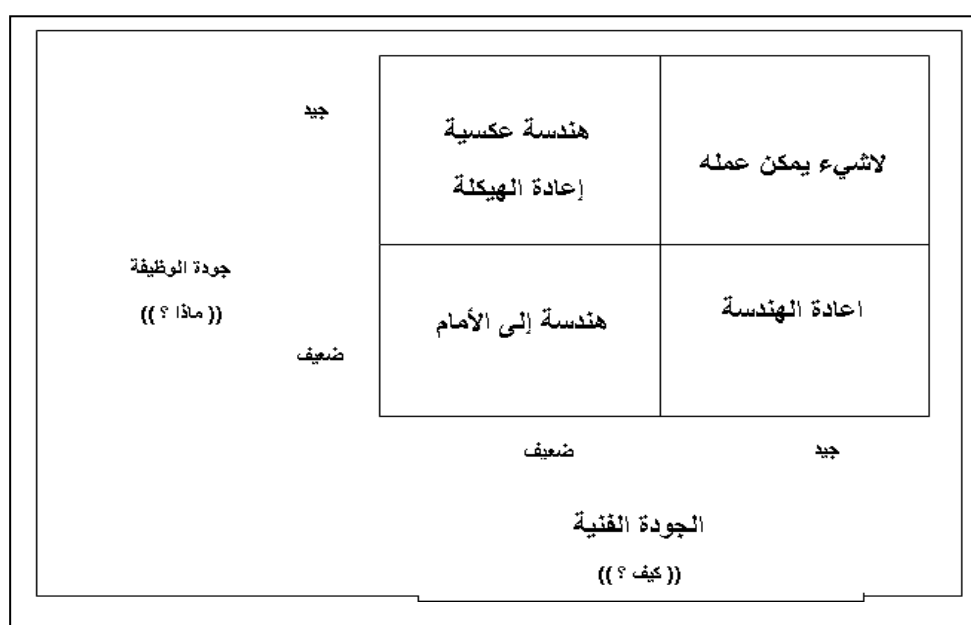 جيد
هندسة عكسية
إعادة الهيكلة
لاشيء يمكن عمله
جودة الوظيفة
(( ماذا ؟ ))
ضعيف
هندسة إلى الأمام
اعادة الهندسة
ضعيف
جيد
الجودة الفنية
(( كيف ؟ ))